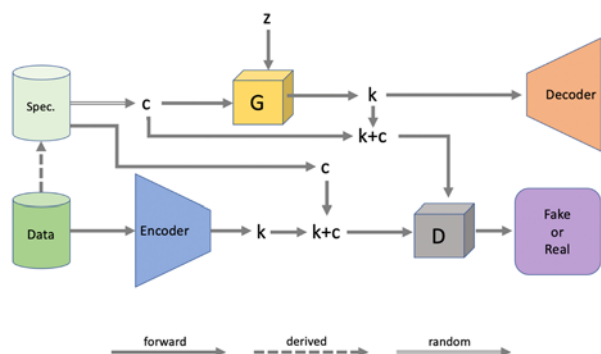 z
Spec.
c
G
k
Decoder
k+c
c
Data
Encoder
k
k+c
D
Fake
or
Real
forward
derived
random